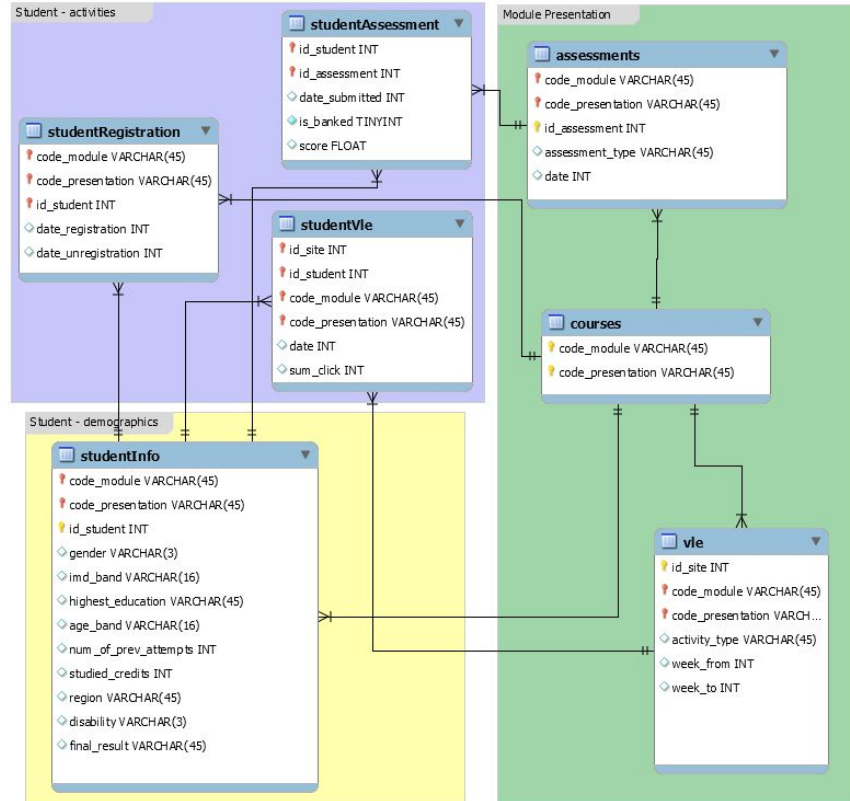 Student - activities
studentAssessment
id_student INT
id_assessment INT
date_submitted INT
is_banked TINYINT
score FLOAT
studentRegistration
code_module VARCHAR(45)
code_presentation VARCHAR(45)
id_student INT
date_registration INT
date_unregistration INT
studentVle
id_site INT
id_student INT
code_module VARCHAR(45)
code_presentation VARCHAR(45)
date INT
sum_click INT
Student - demographics
studentInfo
code_module VARCHAR(45)
code_presentation VARCHAR(45)
id_student INT
gender VARCHAR(3)
imd_band VARCHAR(16)
highest_education VARCHAR(45)
age_band VARCHAR(16)
num_of_prev_attempts INT
studied_credits INT
region VARCHAR(45)
disability VARCHAR(3)
final_result VARCHAR(45)
Module Presentation
assessments
code_module VARCHAR(45)
code_presentation VARCHAR(45)
id_assessment INT
assessment_type VARCHAR(45)
date INT
courses
code_module VARCHAR(45)
code_presentation VARCHAR(45)
vle
id_site INT
code_module VARCHAR(45)
code_presentation VARCH...
activity_type VARCHAR(45)
week_from INT
week_to INT